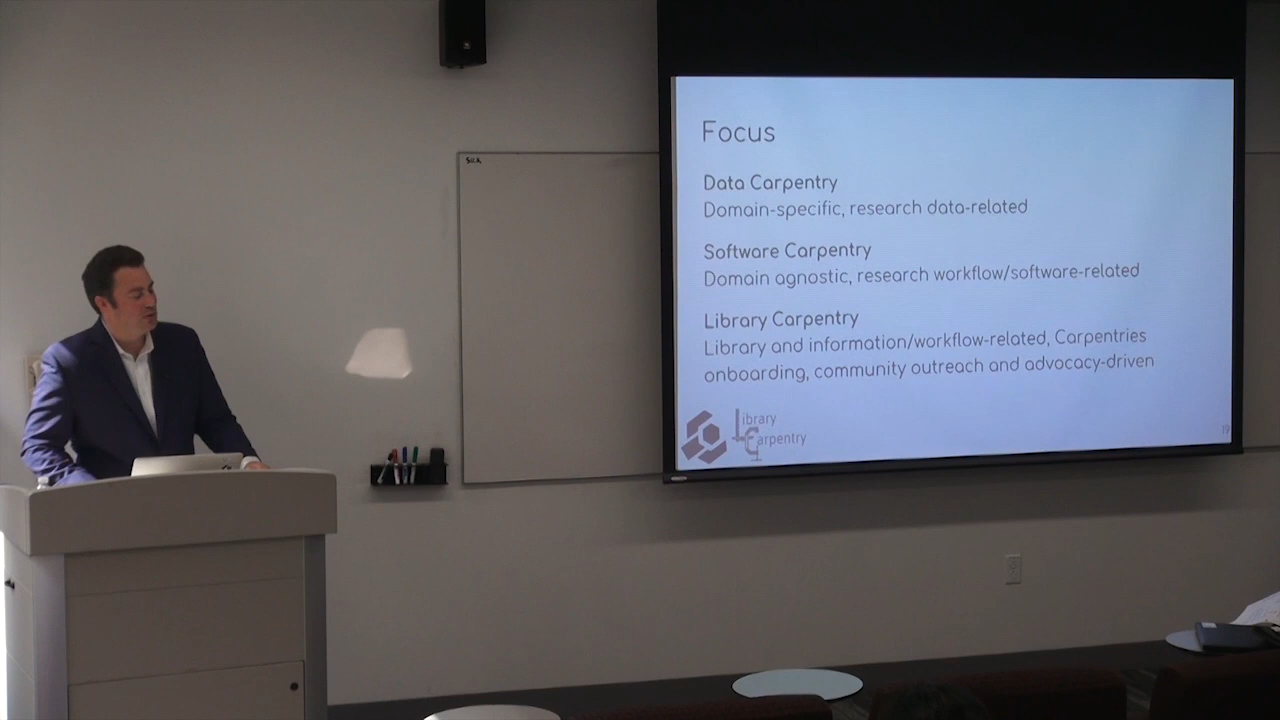 Focus
Data Carpentry
Domain-specific, research data-related
Software Carpentry
Domain agnostic, research workflow/software-related
Library Carpentry
Library and information/workflow-related, Carpentries
onboarding, community outreach and advocacy-driven
Library
Carpentry
19